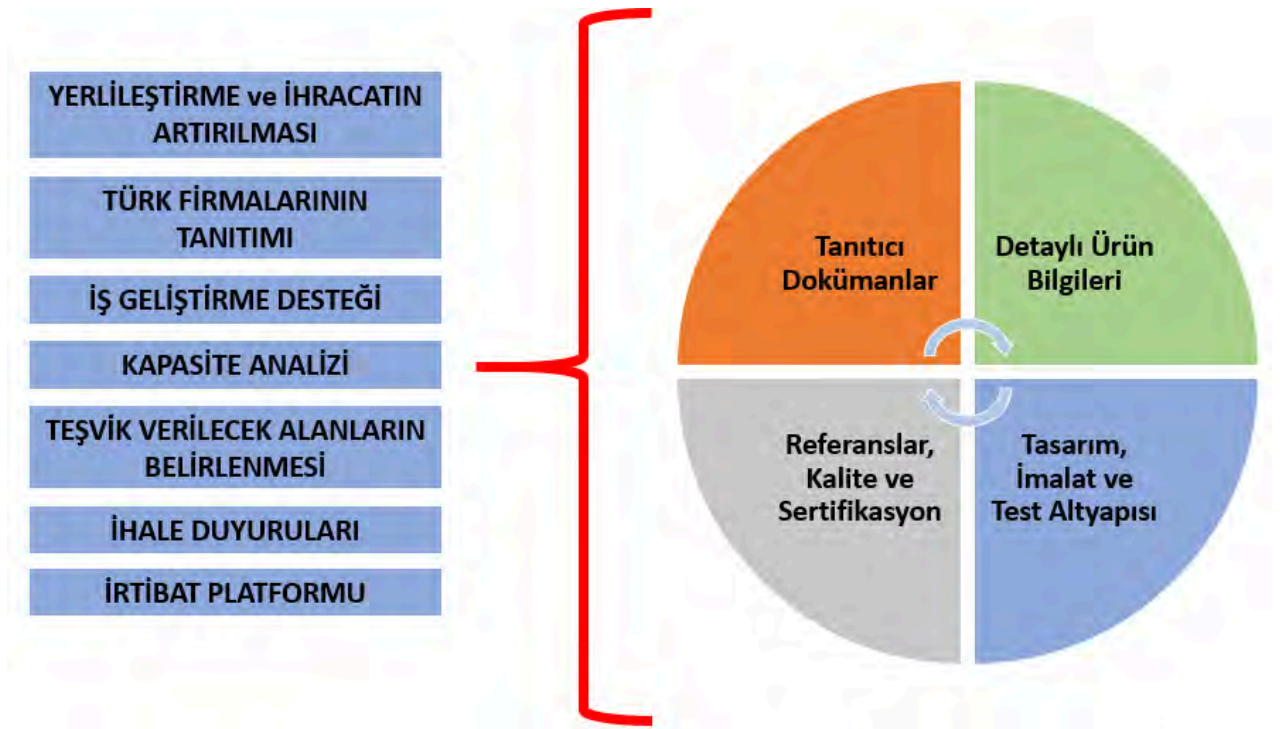 YERLİLEŞTİRME ve İHRACATIN
ARTIRILMASI
TÜRK FİRMALARININ
TANITIMI
İŞ GELİŞTİRME DESTEĞİ
KAPASİTE ANALİZİ
TEŞVİK VERİLECEK ALANLARIN
BELİRLENMESİ
İHALE DUYURULARI
İRTİBAT PLATFORMU
Tanıtıcı
Dokümanlar
Detaylı Ürün
Bilgileri
Referanslar,
Kalite ve
Sertifikasyon
Tasarım,
İmalat ve
Test Altyapısı